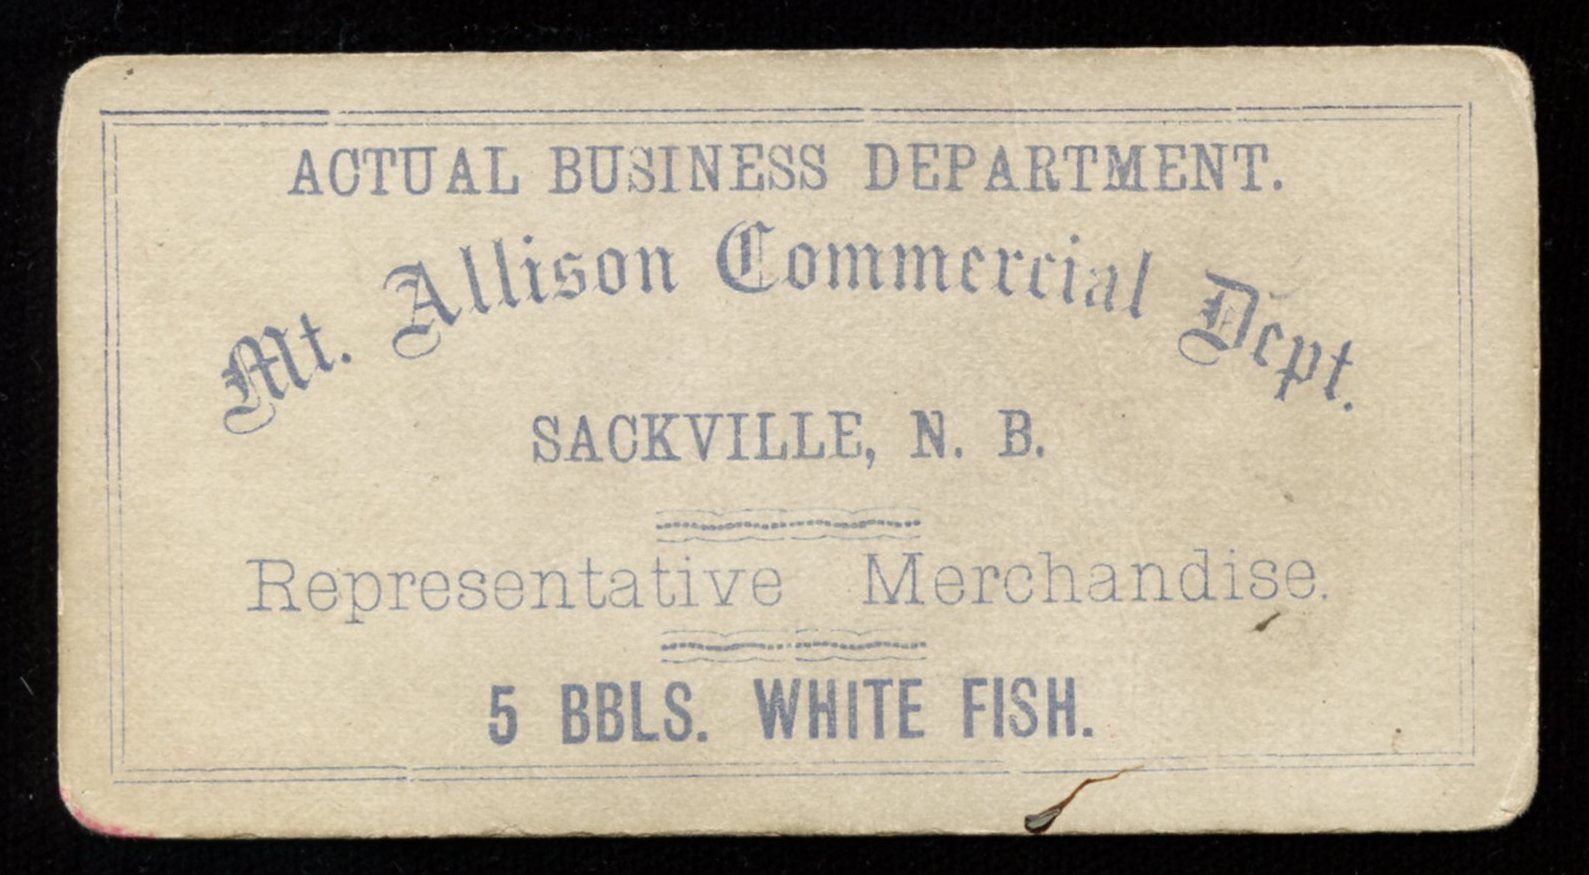 ACTUAL BUSINESS DEPARTMENT.
Mt. Allison Commercial Dept.
SACKVILLE, N. B.
Representative Merchandise.
5 BBLS. WHITE FISH.